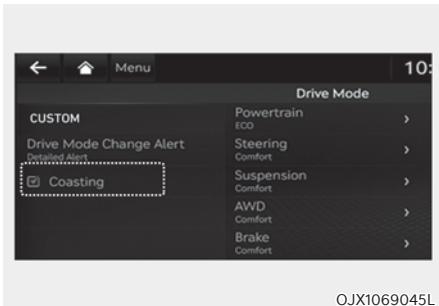 Menu
10:
Drive Mode
CUSTOM
Drive Mode Change Alert
Detailed Alert
Coasting
Powertrain
ECO
Steering
Comfort
Suspension
Comfort
AWD
Comfort
Brake
Comfort
OJX1069045L